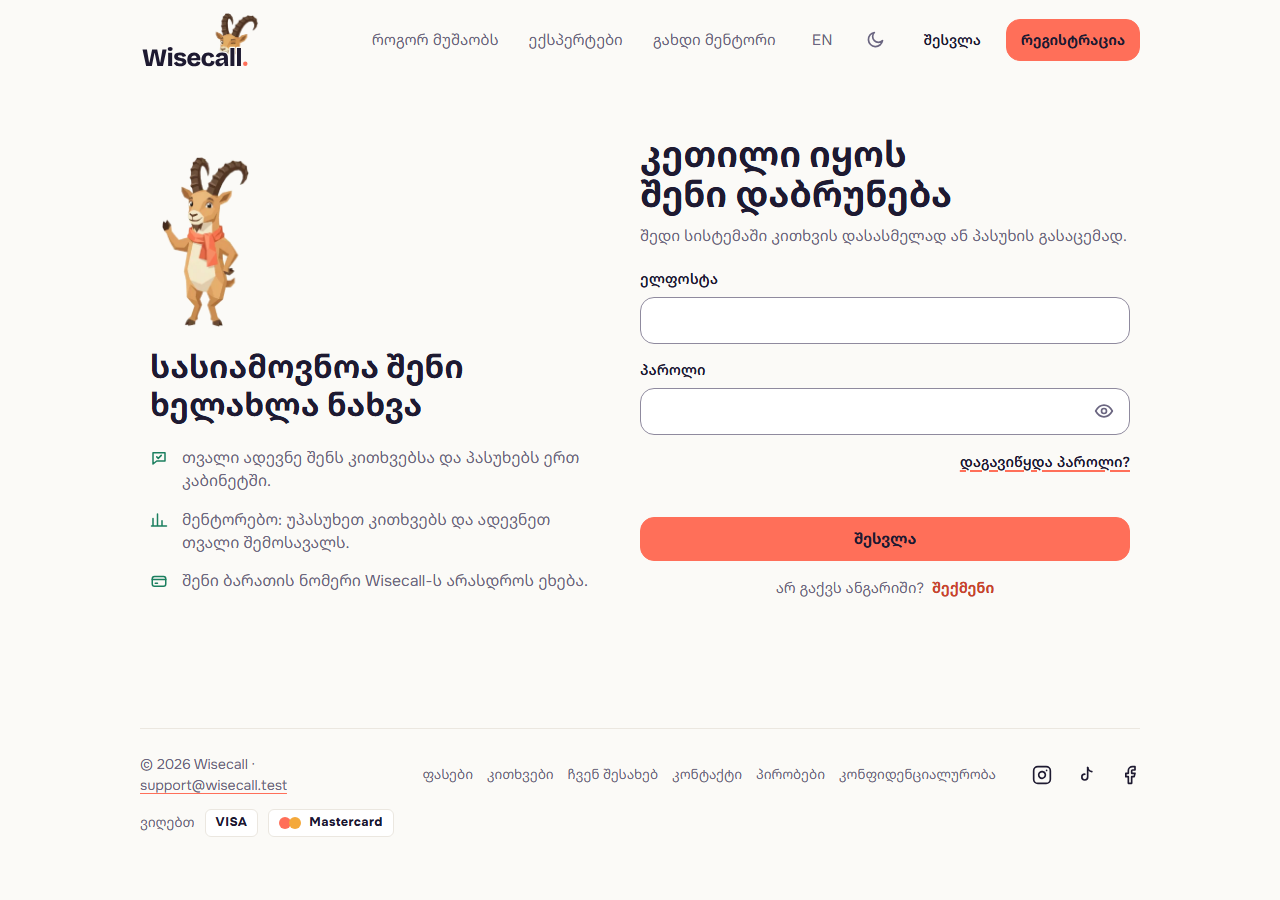 Wisecall.
როგორ მუშაობს
ექსპერტები
გახდი მენტორი
EN
შესვლა
რეგისტრაცია
სასიამოვნოა შენი
ხელახლა ნახვა
თვალი ადევნე შენს კითხვებსა და პასუხებს ერთ
კაბინეტში.
მენტორებო: უპასუხეთ კითხვებს და ადევნეთ
თვალი შემოსავალს.
შენი ბარათის ნომერი Wisecall-ს არასდროს ეხება.
კეთილი იყოს
შენი დაბრუნება
შედი სისტემაში კითხვის დასასმელად ან პასუხის გასაცემად.
ელფოსტა
პაროლი
დაგავიწყდა პაროლი?
შესვლა
არ გაქვს ანგარიში? შექმენი
© 2026 Wisecall ·
support@wisecall.test
ფასები
კითხვები
ჩვენ შესახებ
კონტაქტი
პირობები
კონფიდენციალურობა
ვიღებთ
VISA
Mastercard